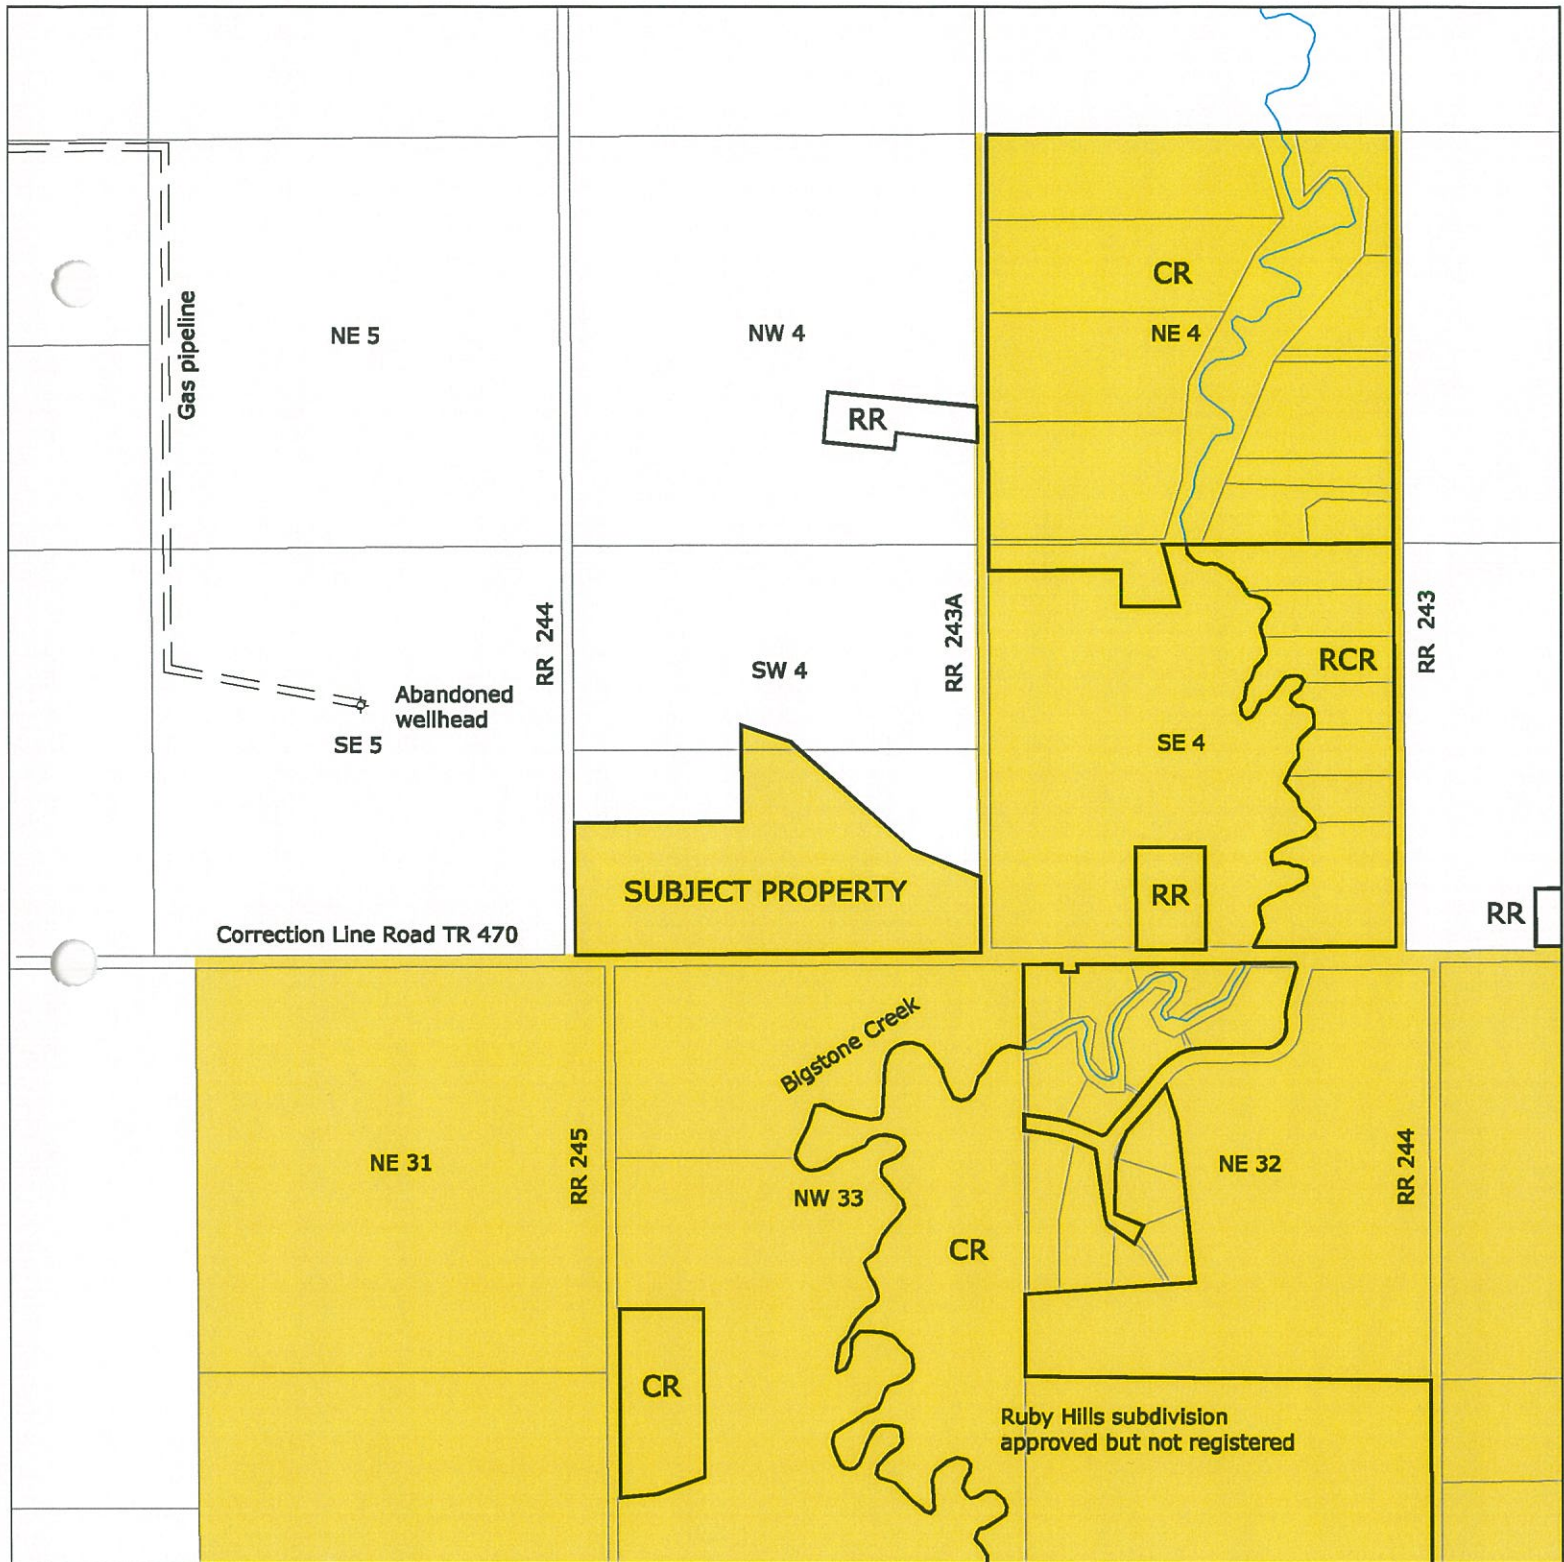 CR
NE 5
NW 4
NE 4
Gas pipeline
RR
RR 244
RR 243A
RR 243
SW 4
RCR
Abandoned
wellhead
SE 5
SE 4
SUBJECT PROPERTY
RR
RR
Correction Line Road TR 470
Bigstone Creek
NE 31
RR 245
NW 33
NE 32
RR 244
CR
CR
Ruby Hills subdivision
approved but not registered